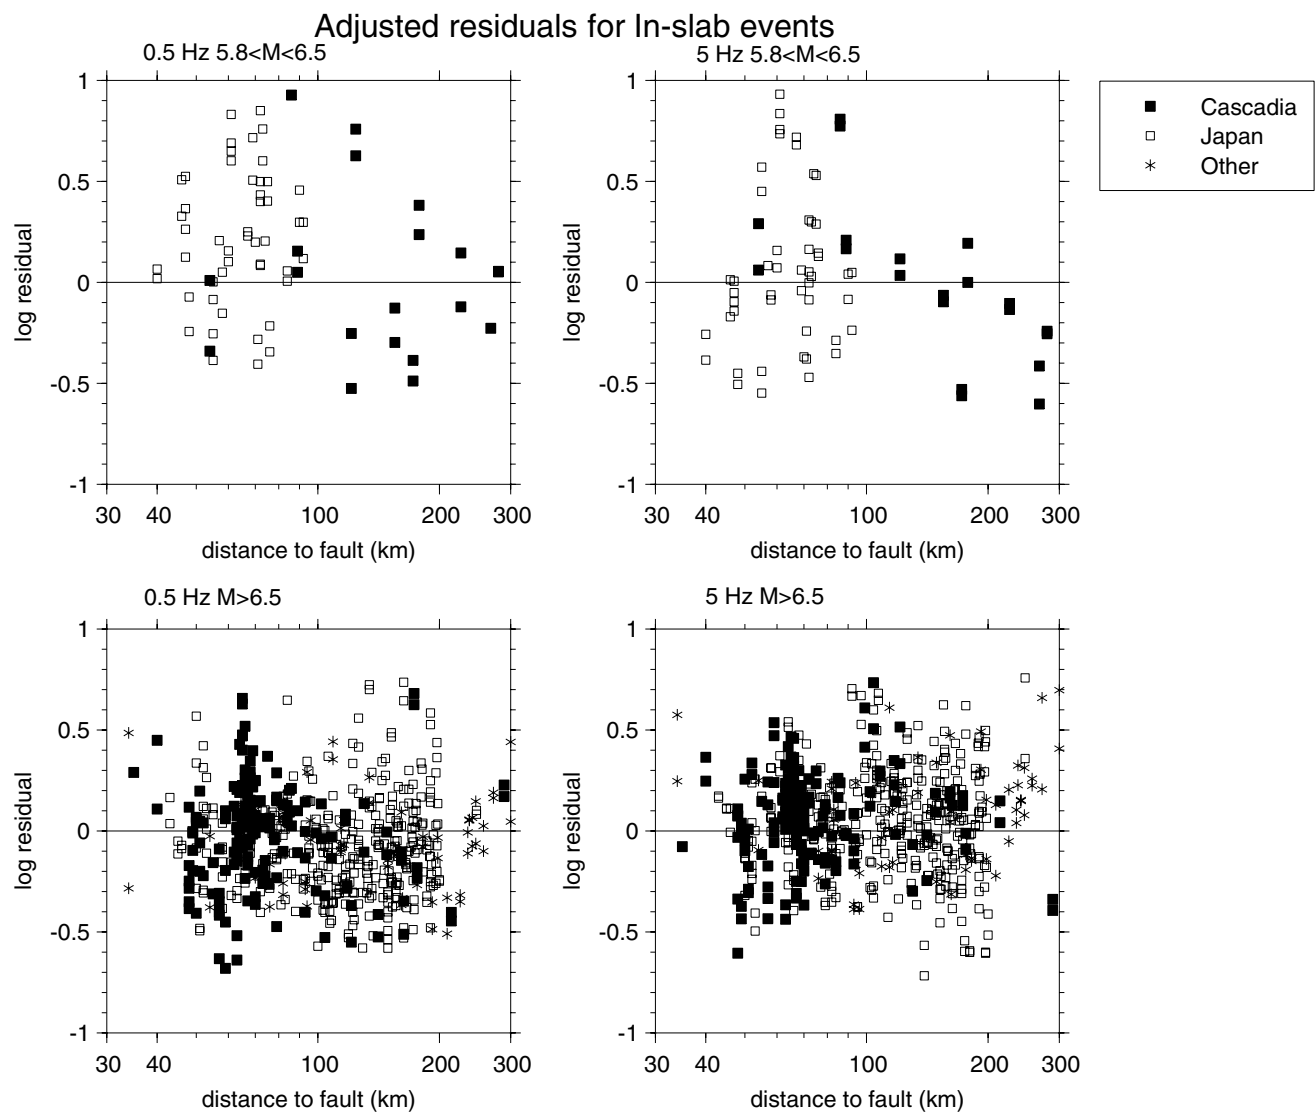 Adjusted residuals for In-slab events
0.5 Hz 5.8<M<6.5
5 Hz 5.8<M<6.5
1
0.5
0
-0.5
-1
log residual
30 40 100 200 300
distance to fault (km)
1
0.5
0
-0.5
-1
log residual
30 40 100 200 300
distance to fault (km)
Cascadia
Japan
Other
0.5 Hz M>6.5
5 Hz M>6.5
1
0.5
0
-0.5
-1
log residual
30 40 100 200 300
distance to fault (km)
1
0.5
0
-0.5
-1
log residual
30 40 100 200 300
distance to fault (km)